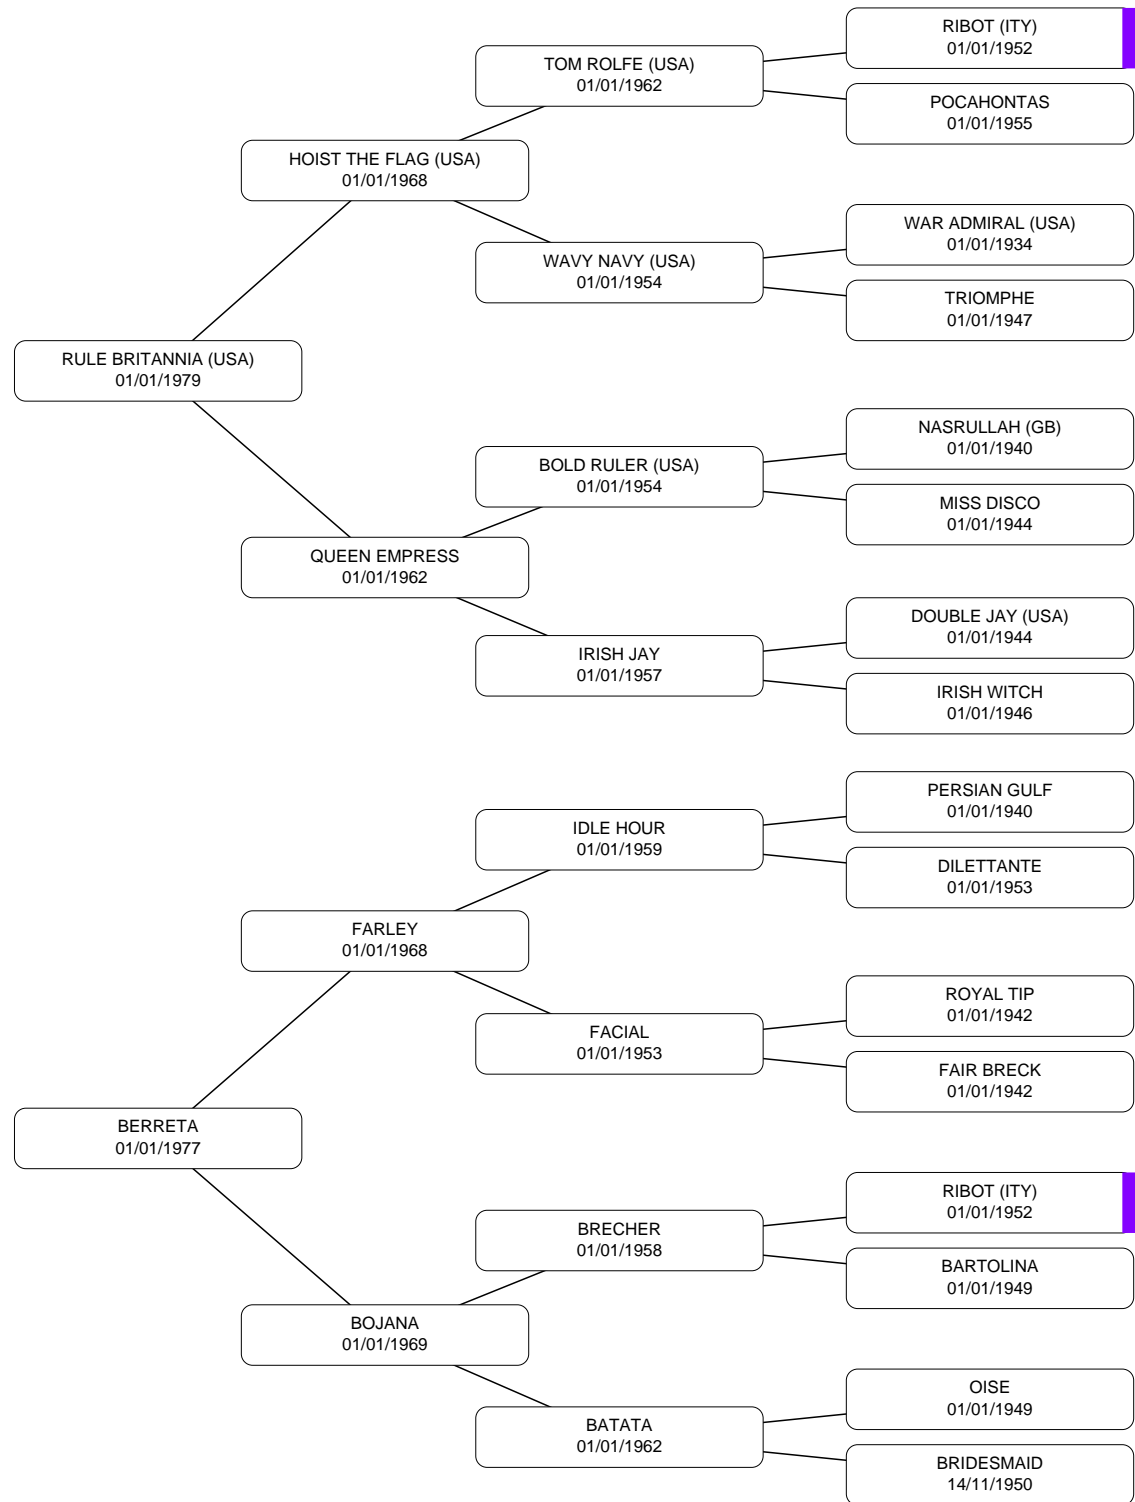 RIBOT (ITY)
01/01/1952
TOM ROLFE (USA)
01/01/1962
POCAHONTAS
01/01/1955
HOIST THE FLAG (USA)
01/01/1968
WAR ADMIRAL (USA)
01/01/1934
WAVY NAVY (USA)
01/01/1954
TRIOMPHE
01/01/1947
RULE BRITANNIA (USA)
01/01/1979
NASRULLAH (GB)
01/01/1940
BOLD RULER (USA)
01/01/1954
MISS DISCO
01/01/1944
QUEEN EMPRESS
01/01/1962
DOUBLE JAY (USA)
01/01/1944
IRISH JAY
01/01/1957
IRISH WITCH
01/01/1946
PERSIAN GULF
01/01/1940
IDLE HOUR
01/01/1959
DILETTANTE
01/01/1953
FARLEY
01/01/1968
ROYAL TIP
01/01/1942
FACIAL
01/01/1953
FAIR BRECK
01/01/1942
BERRETA
01/01/1977
RIBOT (ITY)
01/01/1952
BRECHER
01/01/1958
BARTOLINA
01/01/1949
BOJANA
01/01/1969
OISE
01/01/1949
BATATA
01/01/1962
BRIDESMAID
14/11/1950